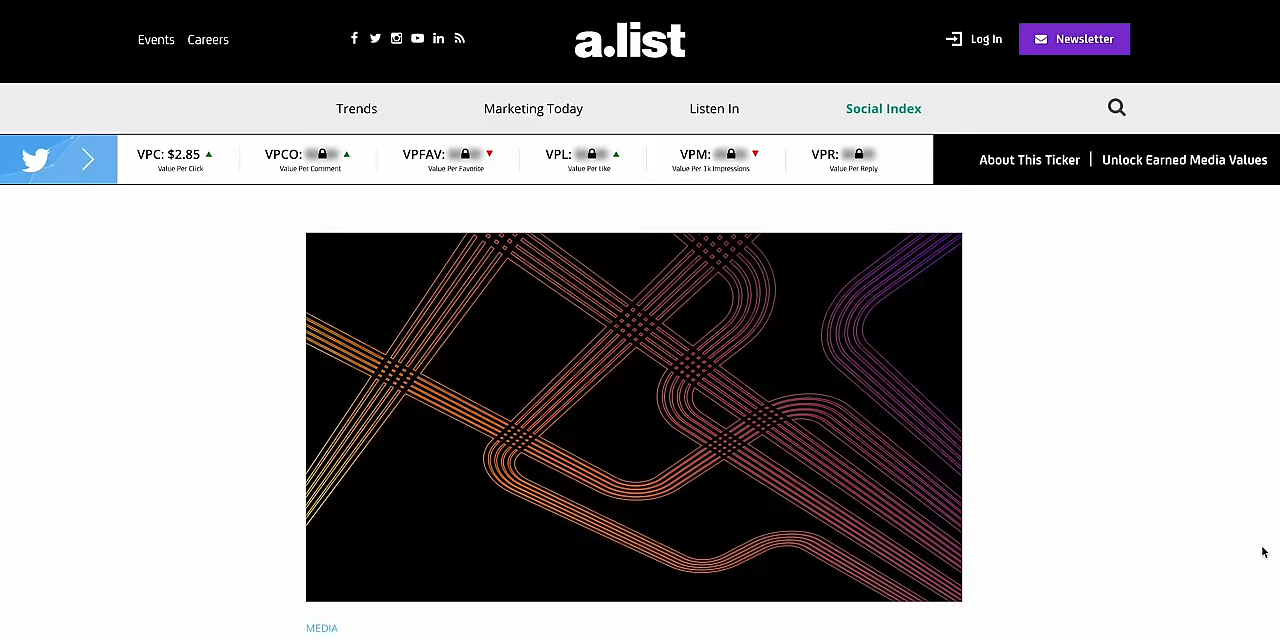 Events Careers
a.list
Log In
Newsletter
Trends Marketing Today Listen In Social Index
VPC: $2.85 VPCO: VPFAV: VPL: VPM: VPR:
Value Per Click Value Per Comment Value Per Favorite Value Per Like Value Per 1k Impressions Value Per Reply
About This Ticker | Unlock Earned Media Values
MEDIA